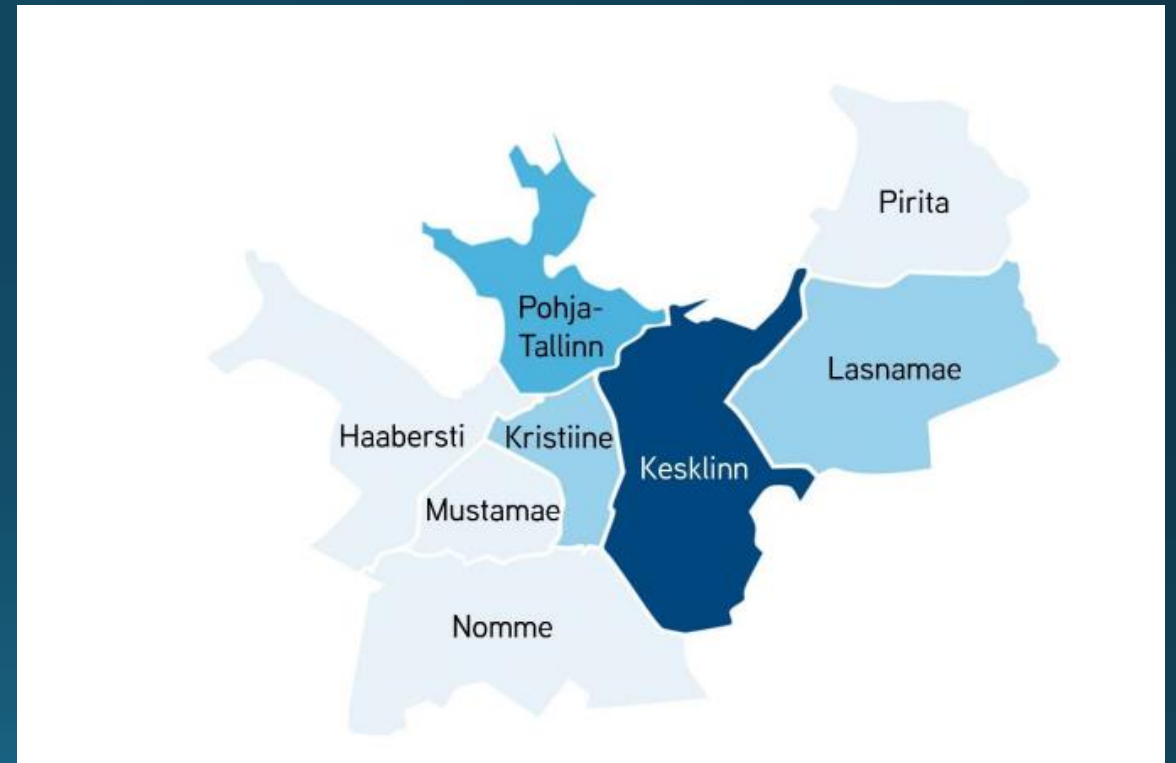 Pirita
Pohja-
Tallinn
Lasnamae
Haabersti
Kristiine
Kesklinn
Mustamae
Nomme